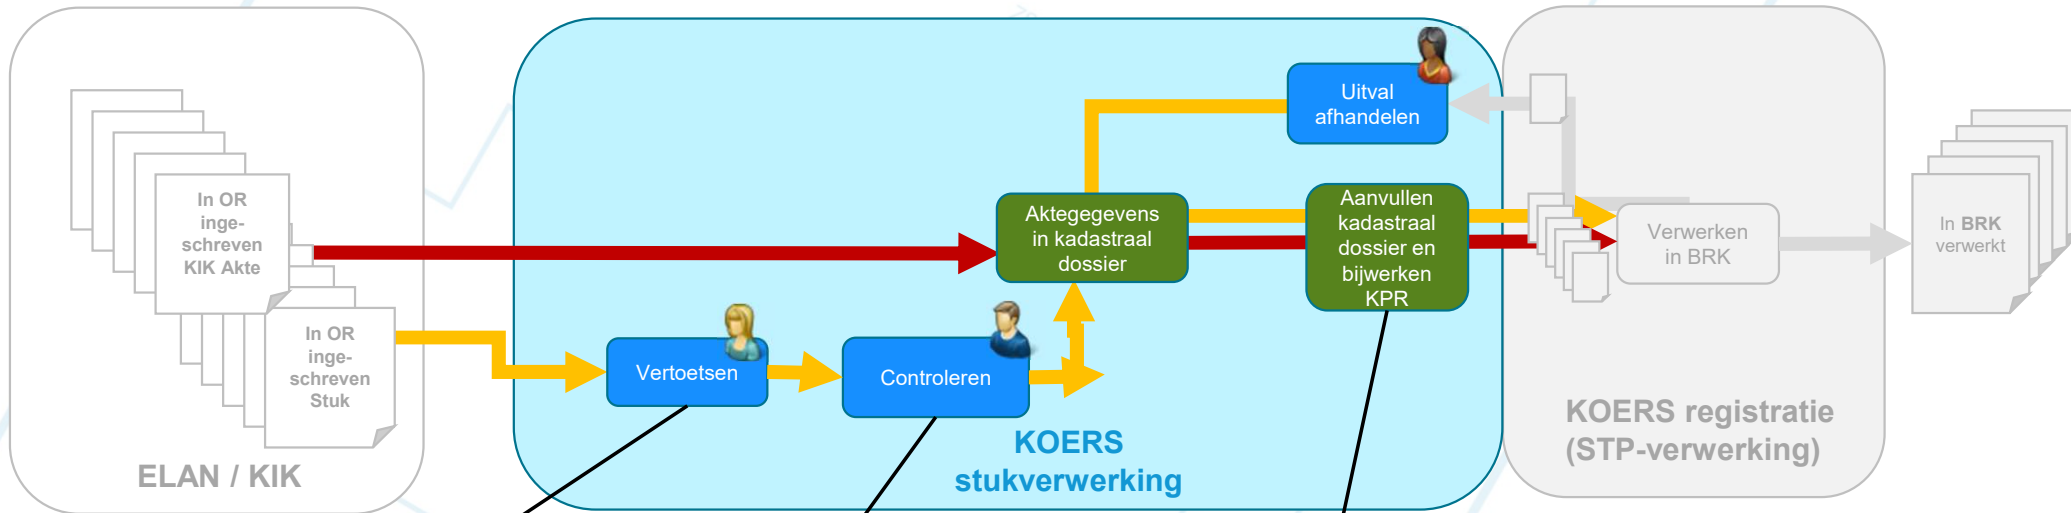 In OR
inge-
schreven
KIK Akte
In OR
inge-
schreven
Stuk
ELAN / KIK
Vertoetsen
Controleren
Aktegegevens
in kadastraal
dossier
Uitval
afhandelen
Aanvullen
kadastraal
dossier en
bijwerken
KPR
KOERS
stukverwerking
Verwerken
in BRK
KOERS registratie
(STP-verwerking)
In BRK
verwerkt